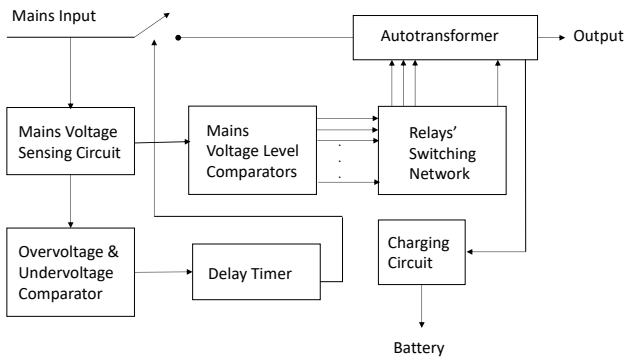 Mains Input
Autotransformer
Output
Mains Voltage
Sensing Circuit
Mains
Voltage Level
Comparators
Relays’
Switching
Network
Overvoltage &
Undervoltage
Comparator
Delay Timer
Charging
Circuit
Battery